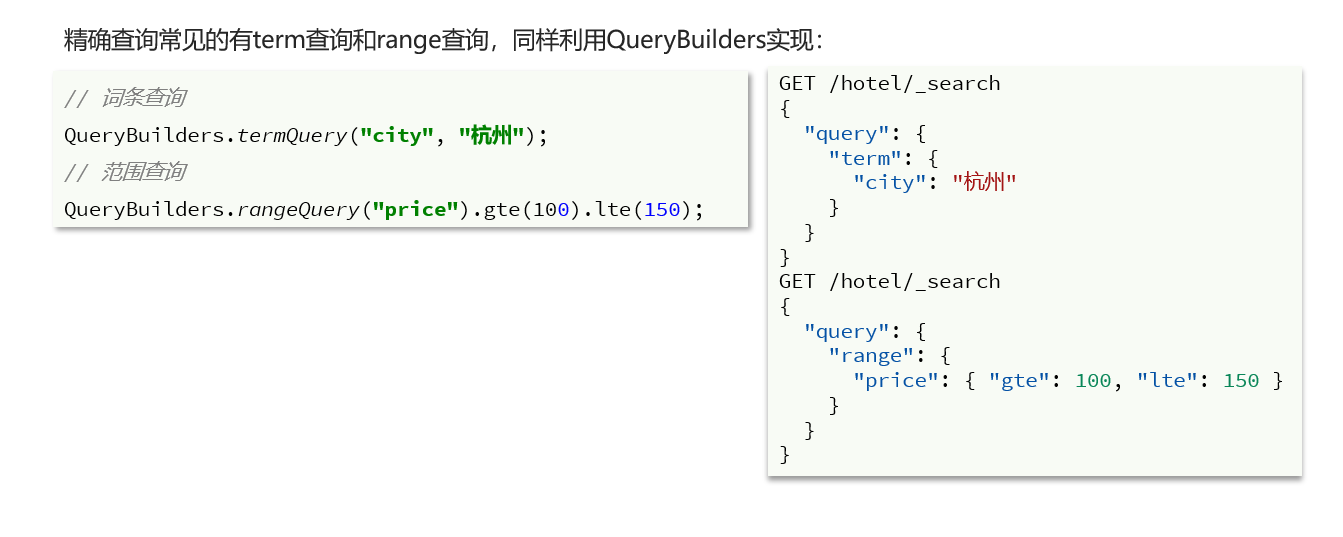 精确查询常见的有term查询和range查询，同样利用QueryBuilders实现：
// 词条查询
QueryBuilders.termQuery("city", "杭州");
// 范围查询
QueryBuilders.rangeQuery("price").gte(100).lte(150);
GET /hotel/_search
{
  "query": {
    "term": {
      "city": "杭州"
    }
  }
}
GET /hotel/_search
{
  "query": {
    "range": {
      "price": { "gte": 100, "lte": 150 }
    }
  }
}